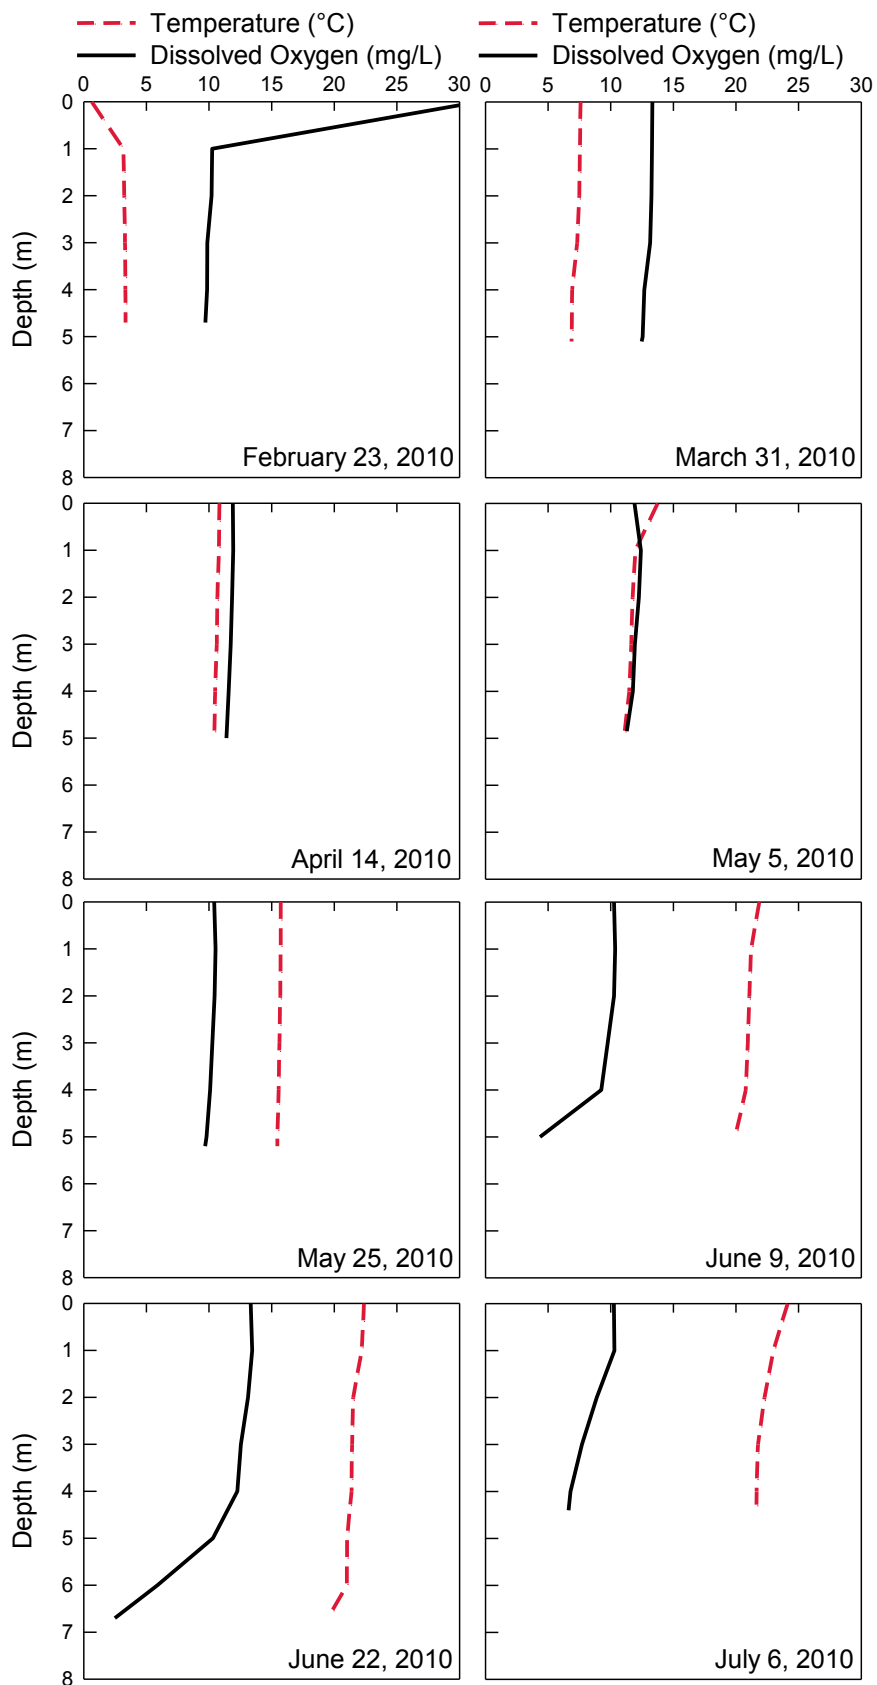 Temperature (°C) Temperature (°C)
Dissolved Oxygen (mg/L) Dissolved Oxygen (mg/L)
0 5 10 15 20 25 30 0 5 10 15 20 25 30
0
1
2
3
4
5
6
7
8
Depth (m)
February 23, 2010
March 31, 2010
0
1
2
3
4
5
6
7
8
Depth (m)
April 14, 2010
May 5, 2010
0
1
2
3
4
5
6
7
8
Depth (m)
May 25, 2010
June 9, 2010
0
1
2
3
4
5
6
7
8
Depth (m)
June 22, 2010
July 6, 2010